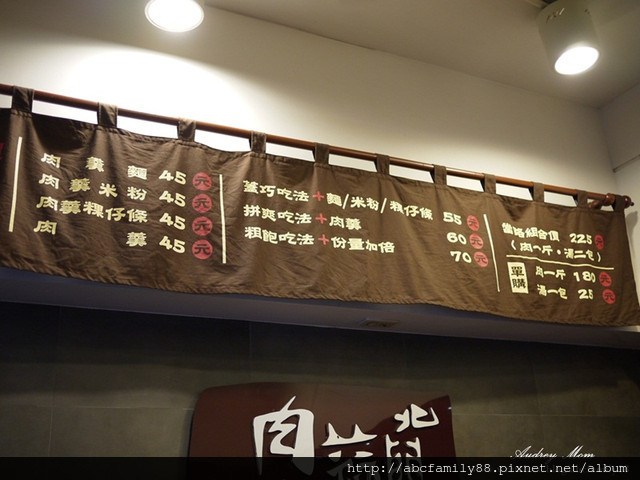 肉羹麵 45元
肉羹米粉 45元
肉羹粿仔條 45元
肉羹 45元
巧吃法+麵/米粉/粿仔條 55元
拼爽吃法+肉羹 60元
粗飽吃法+份量加倍 70元
組合價 225元
(肉一斤·湯二包)
單購
肉一斤 180元
湯一包 25元
肉羹
Audrey Mom
http://abcfamily88.pixnet.net/album